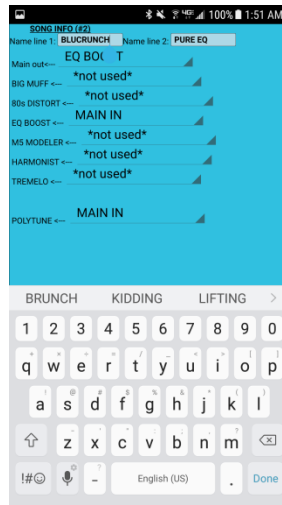 100% 1:51 AM
SONG INFO (#2)
Name line 1: BLUCRUNCH Name line 2: PURE EQ
Main out<-- EQ BOO T
BIG MUFF <-- *not used*
80s DISTORT <-- *not used*
EQ BOOST <-- MAIN IN
M5 MODELER <-- *not used*
HARMONIST <-- *not used*
TREMELO <-- *not used*
POLYTUNE <-- MAIN IN
BRUNCH KIDDING LIFTING >
1 2 3 4 5 6 7 8 9 0
q w e r t y u i o p
a s d f g h j k l
z x c v b n m
!#☺ - English (US) . Done